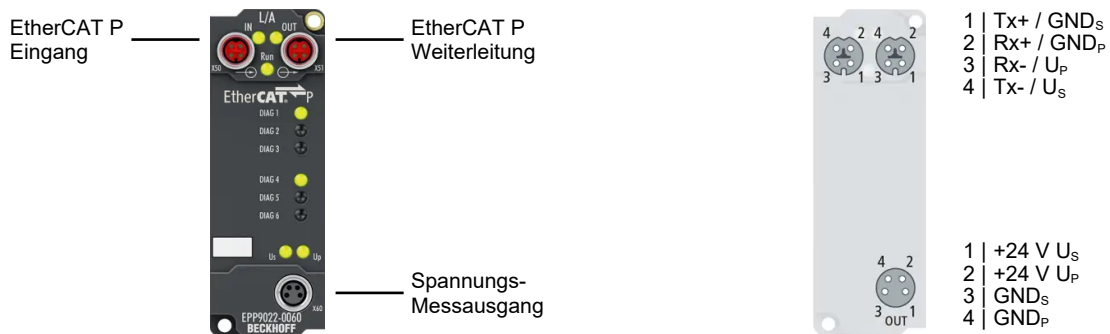 EtherCAT P
Eingang
L/A
IN OUT
X50 Run X51
EtherCAT P
DIAG 1
DIAG 2
DIAG 3
DIAG 4
DIAG 5
DIAG 6
Us Up
X60
EPP9022-0060
BECKHOFF
EtherCAT P
Weiterleitung
Spannungs-
Messausgang
4 2 4 2
3 1 3 1
1 | Tx+ / GNDS
2 | Rx+ / GNDP
3 | Rx- / UP
4 | Tx- / US
4 2
3 1
OUT
1 | +24 V US
2 | +24 V UP
3 | GNDS
4 | GNDP